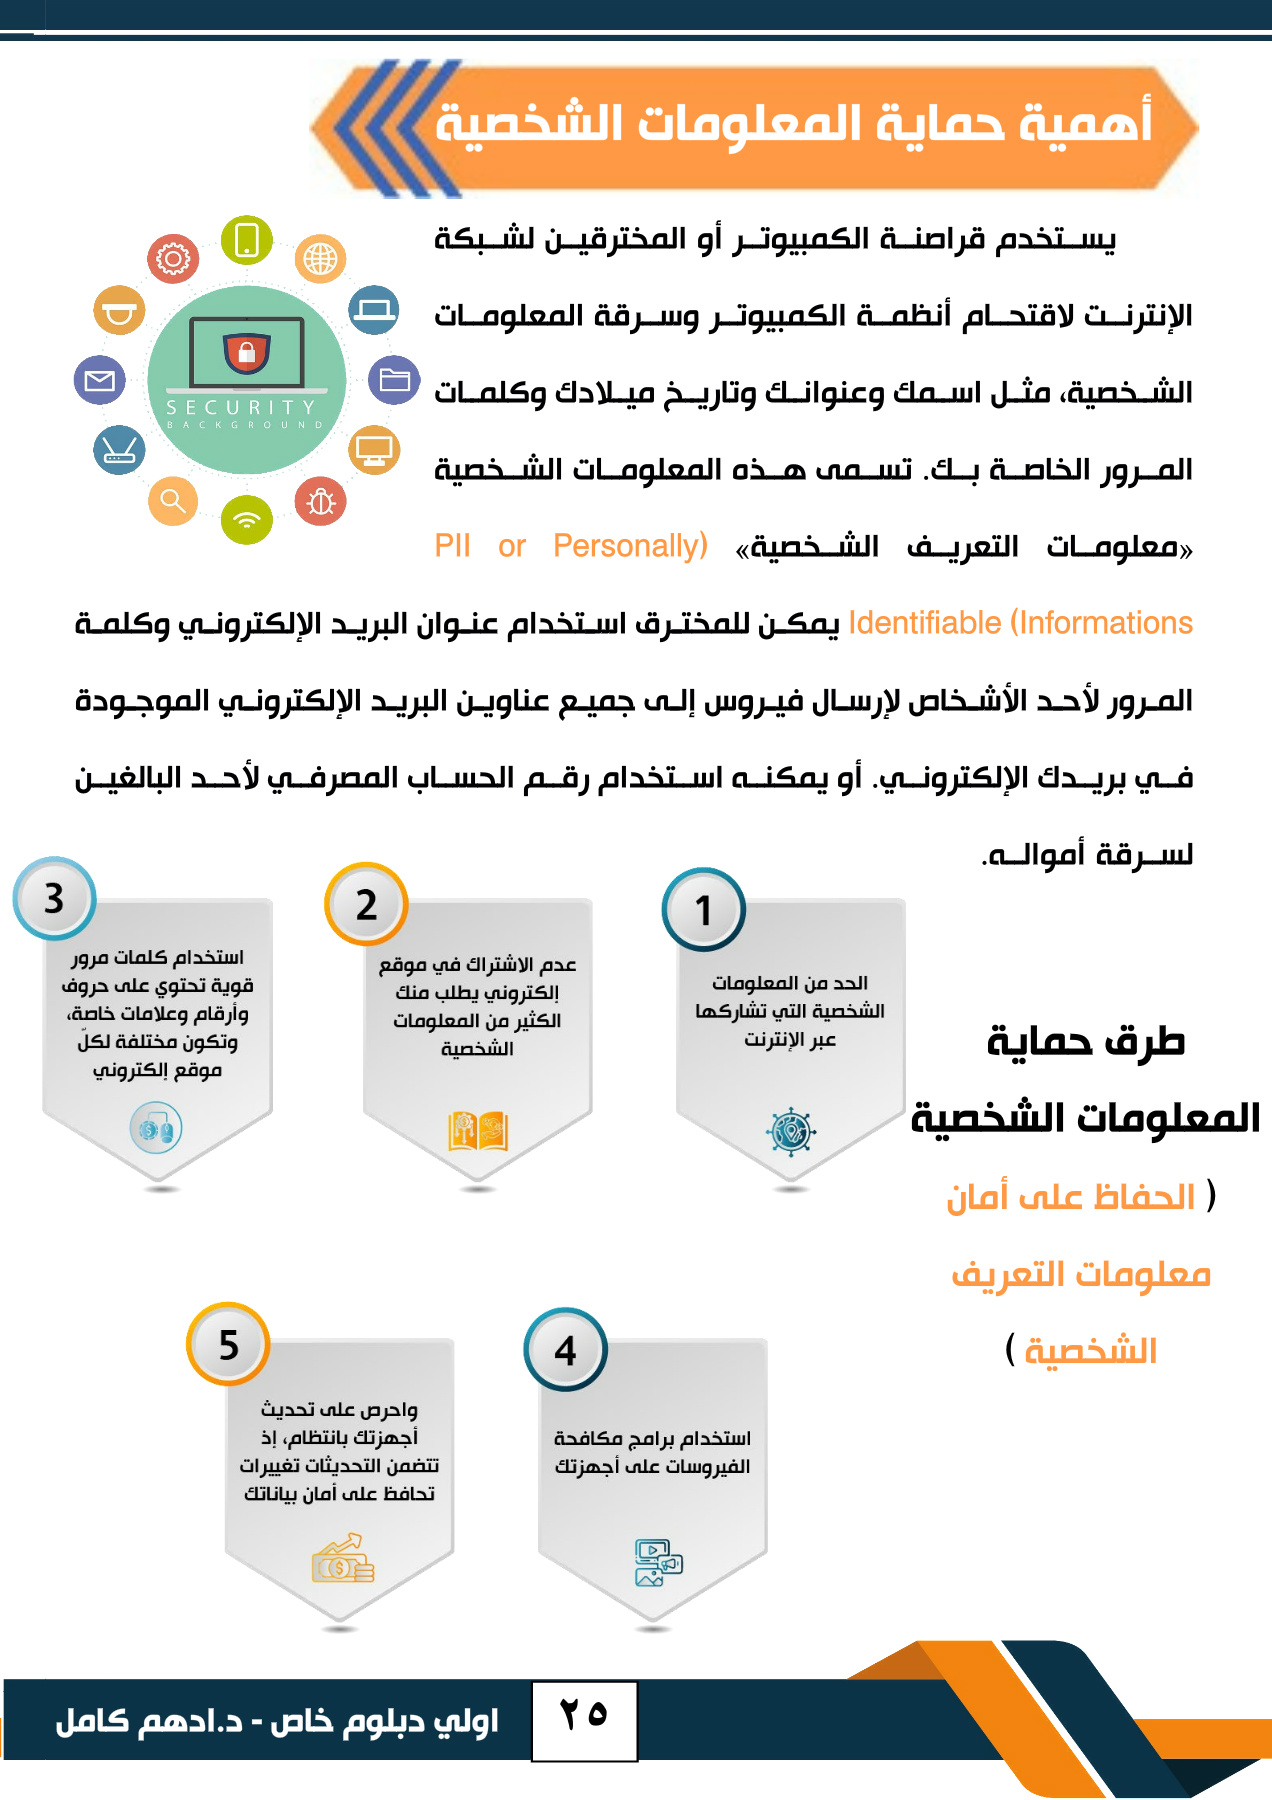 أهمية حماية المعلومات الشخصية
يستخدم قراصنة الكمبيوتر أو المخترقين لشبكة
الإنترنت لاقتحام أنظمة الكمبيوتر وسرقة المعلومات
الشخصية، مثل اسمك وعنوانك وتاريخ ميلادك وكلمات
المرور الخاصة بك. تسمى هذه المعلومات الشخصية
«معلومات التعريف الشخصية» (PII or Personally
Identifiable (Informations يمكن للمخترق استخدام عنوان البريد الإلكتروني وكلمة
المرور لأحد الأشخاص لإرسال فيروس إلى جميع عناوين البريد الإلكتروني الموجودة
في بريدك الإلكتروني. أو يمكنه استخدام رقم الحساب المصرفي لأحد البالغين
لسرقة أمواله.
SECURITY
BACKGROUND
طرق حماية
المعلومات الشخصية
( الحفاظ على أمان
معلومات التعريف
الشخصية )
1
الحد من المعلومات
الشخصية التي تشاركها
عبر الإنترنت
2
عدم الاشتراك في موقع
إلكتروني يطلب منك
الكثير من المعلومات
الشخصية
3
استخدام كلمات مرور
قوية تحتوي على حروف
وأرقام وعلامات خاصة،
وتكون مختلفة لكلّ
موقع إلكتروني
4
استخدام برامج مكافحة
الفيروسات على أجهزتك
5
واحرص على تحديث
أجهزتك بانتظام، إذ
تتضمن التحديثات تغييرات
تحافظ على أمان بياناتك
٢٥
اولي دبلوم خاص - د.ادهم كامل